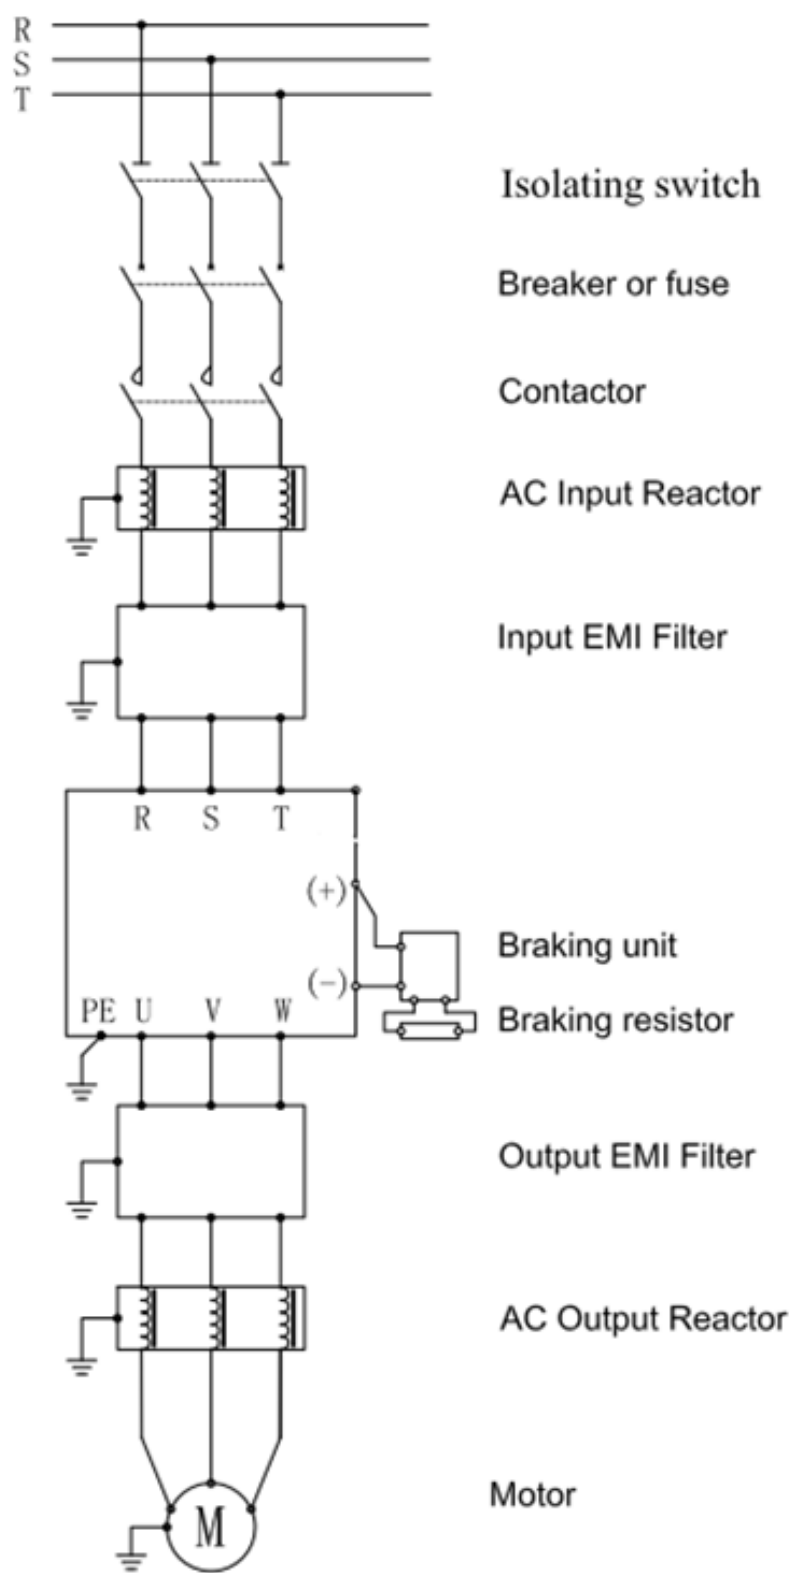 R
S
T
Isolating switch
Breaker or fuse
Contactor
AC Input Reactor
Input EMI Filter
R S T
(+)
Braking unit
(-)
PE U V W
Braking resistor
Output EMI Filter
AC Output Reactor
Motor
M